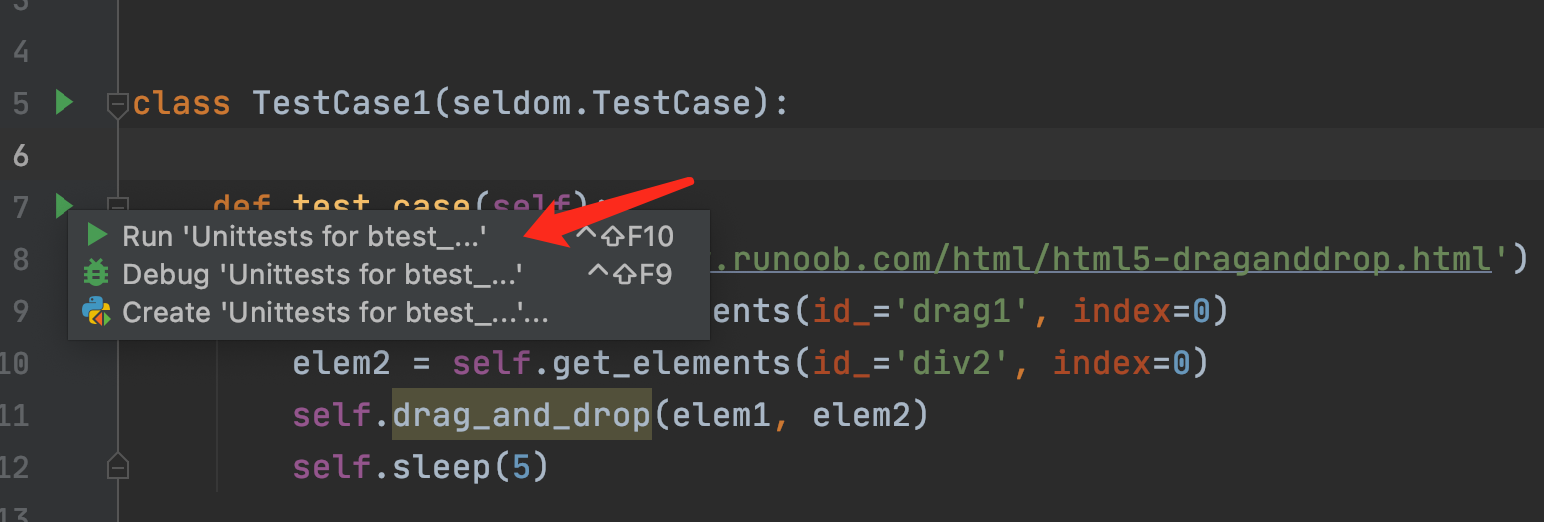 3
4
5 class TestCase1(seldom.TestCase):
6
7 def test_case(self):
Run 'Unittests for btest_...' ^⇧F10
8 .runoob.com/html/html5-draganddrop.html')
Debug 'Unittests for btest_...' ^⇧F9
9 ents(id_='drag1', index=0)
Create 'Unittests for btest_...'...
10 elem2 = self.get_elements(id_='div2', index=0)
11 self.drag_and_drop(elem1, elem2)
12 self.sleep(5)
13